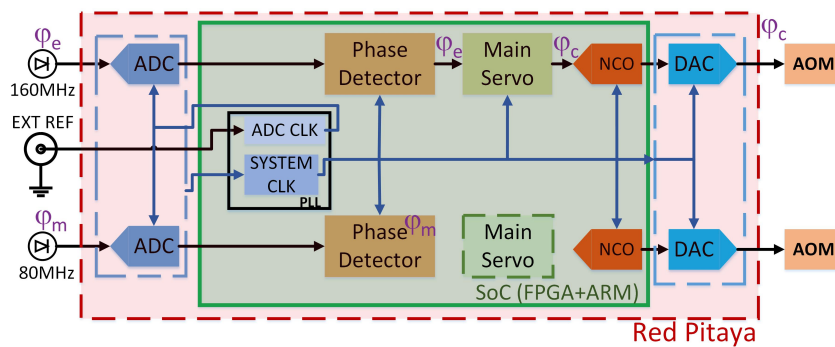 φe
ADC
160MHz
EXT REF
φm
ADC
80MHz
Phase
Detector
φe
Main
Servo
φc
NCO
DAC
φc
AOM
ADC CLK
SYSTEM
CLK
PLL
Phase
Detector
φm
Main
Servo
NCO
DAC
AOM
SoC (FPGA+ARM)
Red Pitaya